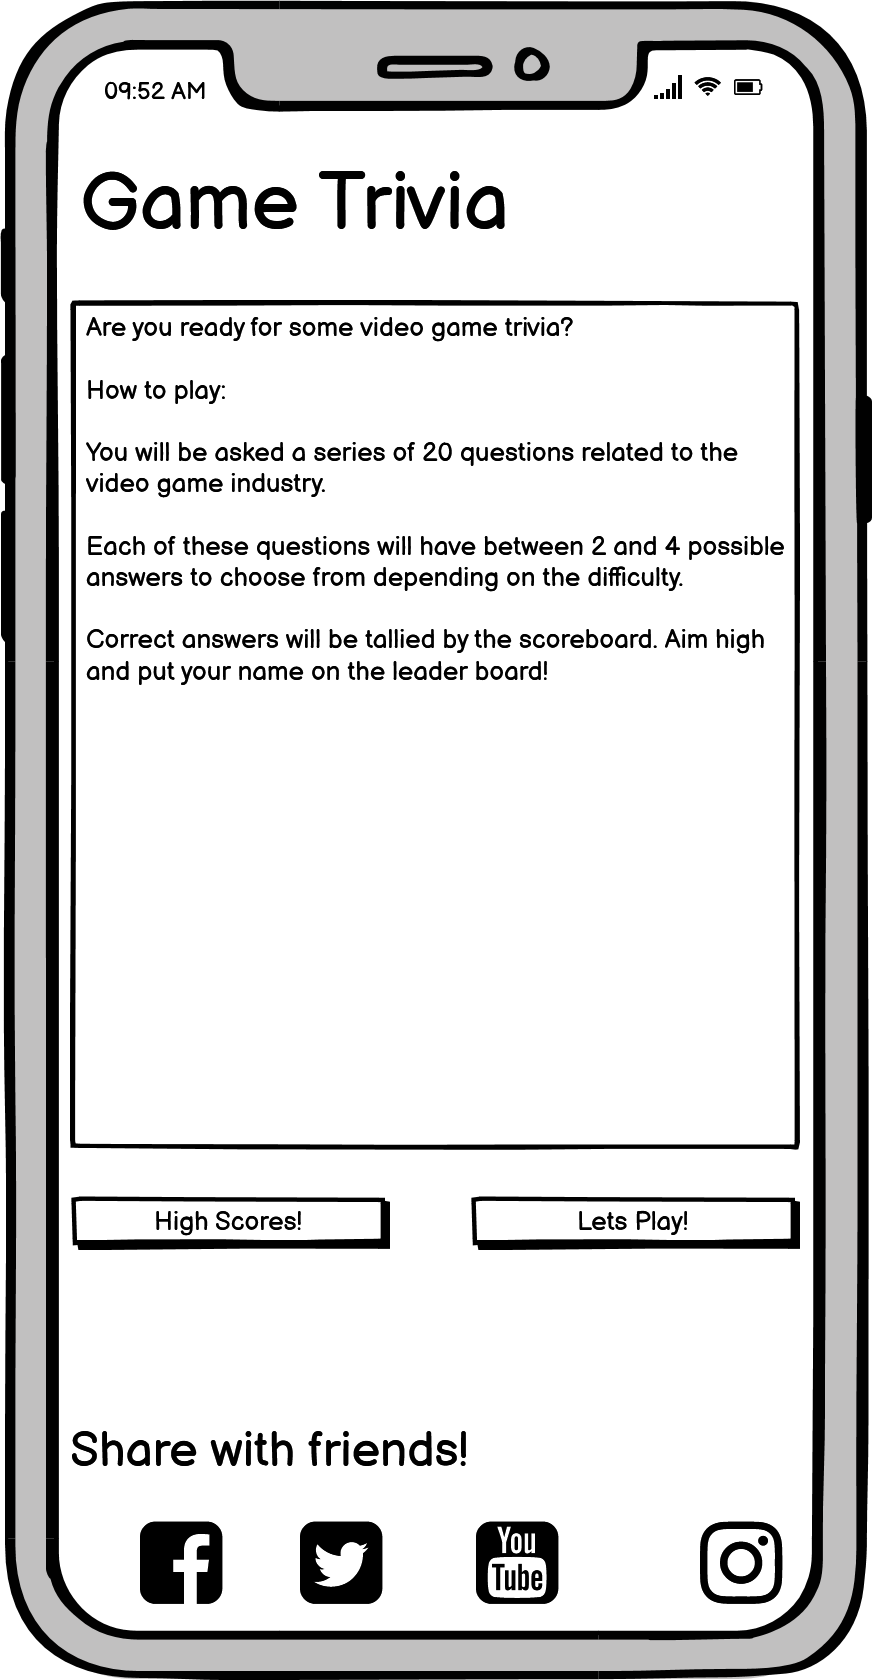 09:52 AM
Game Trivia
Are you ready for some video game trivia?
How to play:
You will be asked a series of 20 questions related to the
video game industry.
Each of these questions will have between 2 and 4 possible
answers to choose from depending on the difficulty.
Correct answers will be tallied by the scoreboard. Aim high
and put your name on the leader board!
High Scores!
Lets Play!
Share with friends!
You
Tube